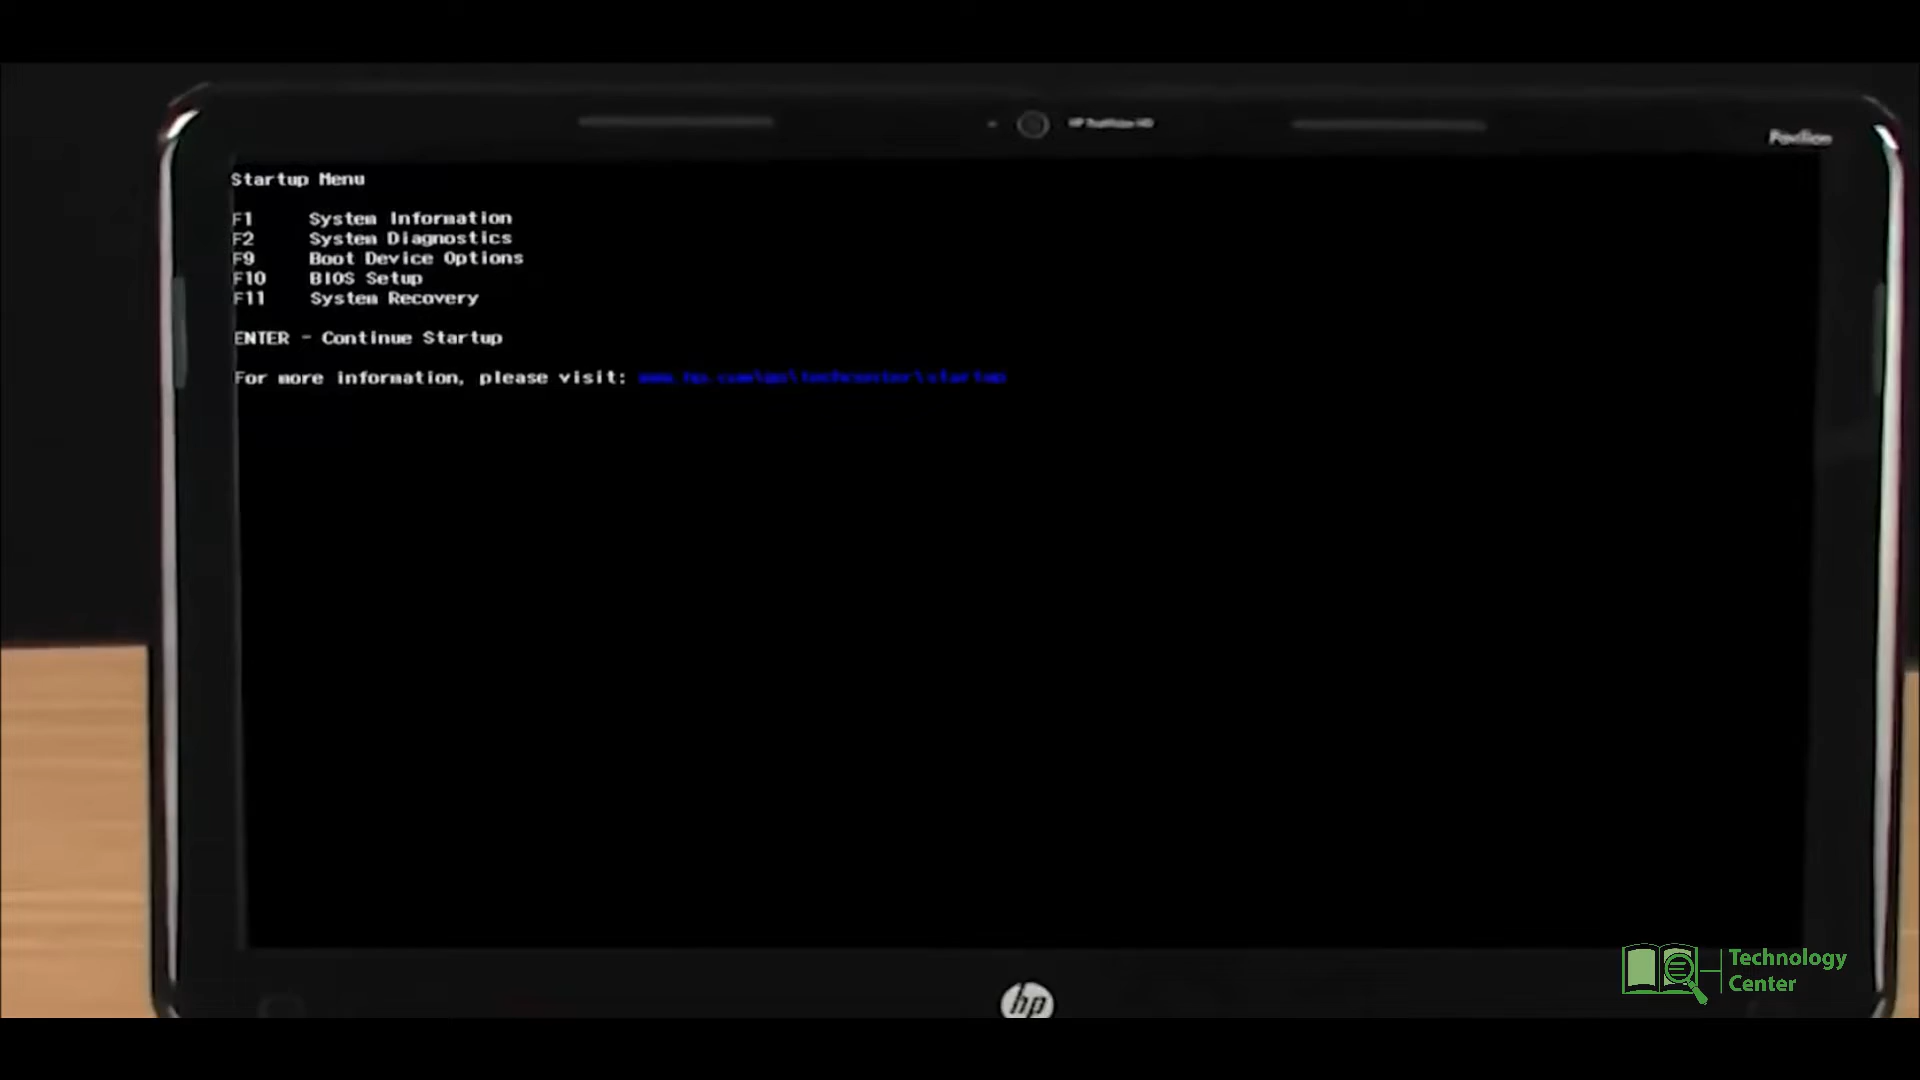 Pavilion
Startup Menu
F1 System Information
F2 System Diagnostics
F9 Boot Device Options
F10 BIOS Setup
F11 System Recovery
ENTER - Continue Startup
For more information, please visit:
hp
Technology
Center